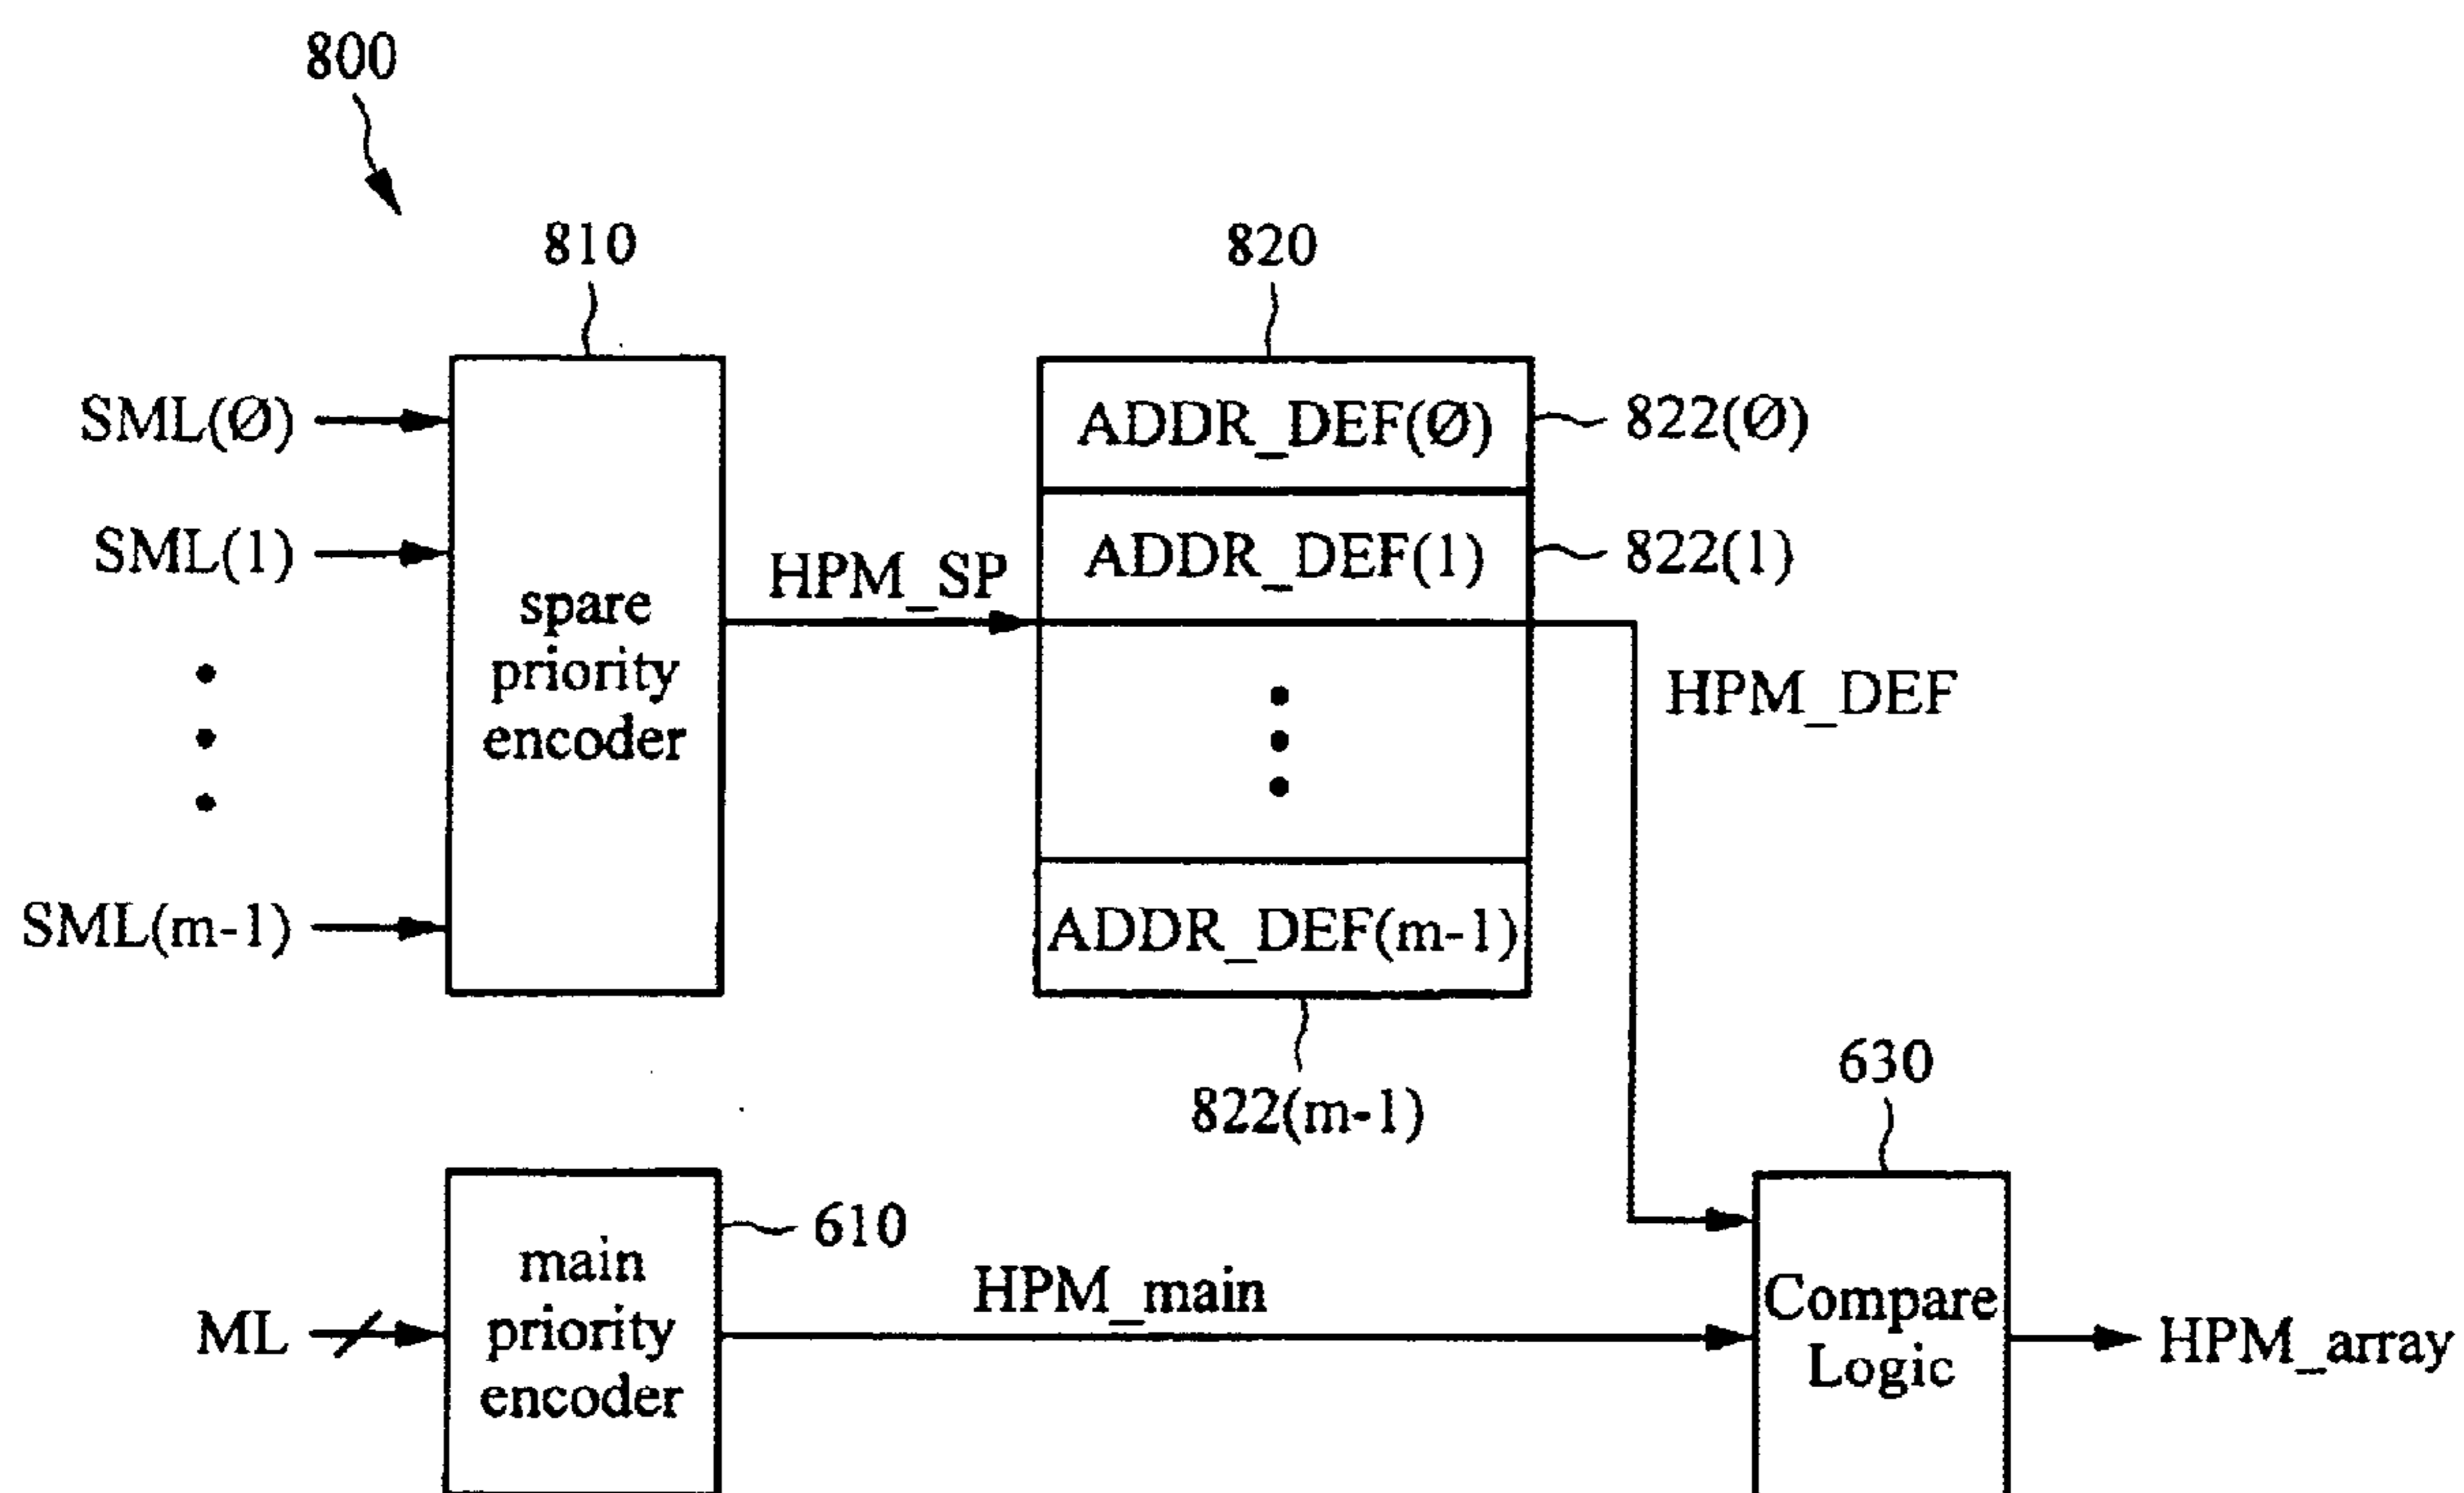 800
810
820
SML(Ø)
SML(1)
SML(m-1)
spare
priority
encoder
HPM_SP
ADDR_DEF(Ø)
ADDR_DEF(1)
ADDR_DEF(m-1)
822(Ø)
822(1)
822(m-1)
HPM_DEF
630
ML
main
priority
encoder
610
HPM_main
Compare
Logic
HPM_array